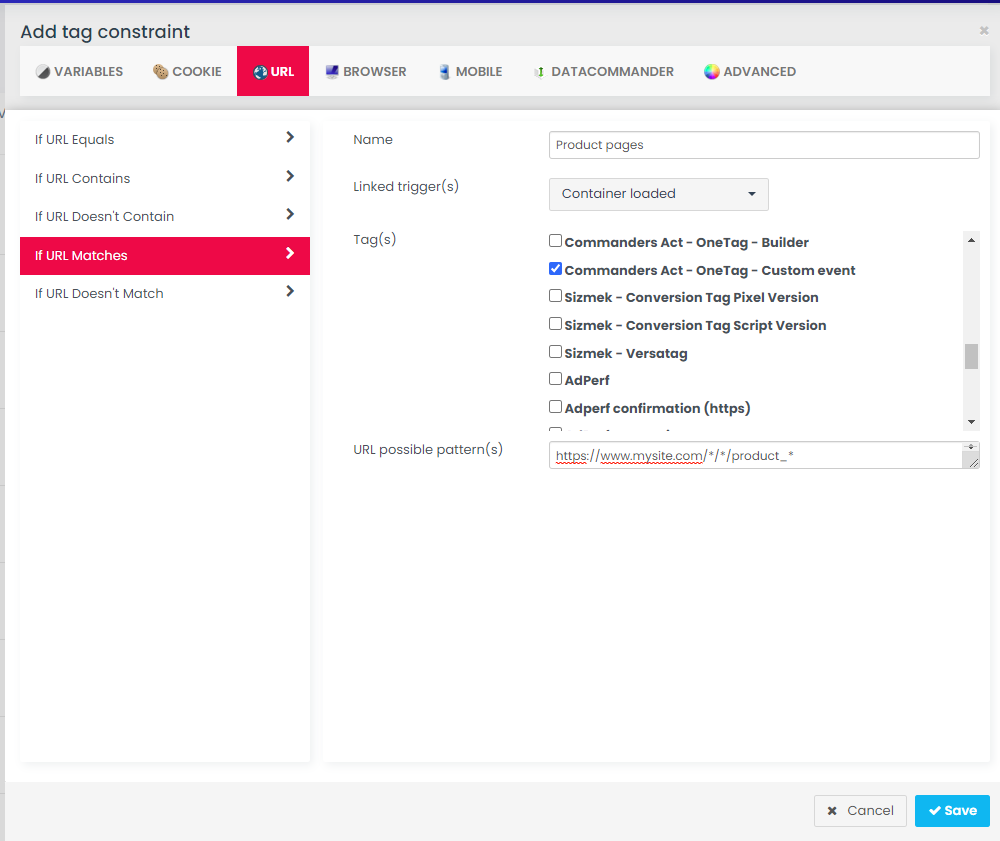 Add tag constraint
VARIABLES COOKIE URL BROWSER MOBILE DATACOMMANDER ADVANCED
If URL Equals
If URL Contains
If URL Doesn't Contain
If URL Matches
If URL Doesn't Match
Name
Product pages
Linked trigger(s)
Container loaded
Tag(s)
Commanders Act - OneTag - Builder
Commanders Act - OneTag - Custom event
Sizmek - Conversion Tag Pixel Version
Sizmek - Conversion Tag Script Version
Sizmek - Versatag
AdPerf
Adperf confirmation (https)
URL possible pattern(s)
https://www.mysite.com/*/*/product_*
Cancel
Save